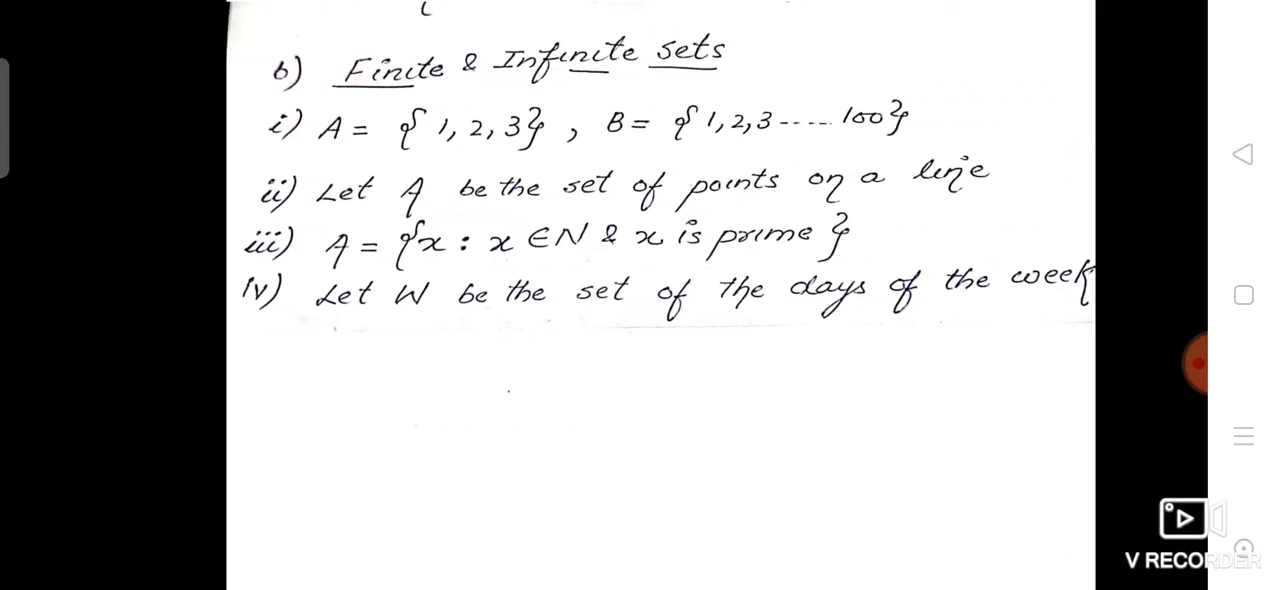 b) Finite & Infinite sets
i) A = { 1, 2, 3} , B = { 1, 2, 3 ----- 100}
ii) Let A be the set of points on a line
iii) A = {x : x ∈ N & x is prime }
iv) Let W be the set of the days of the week
V RECORDER